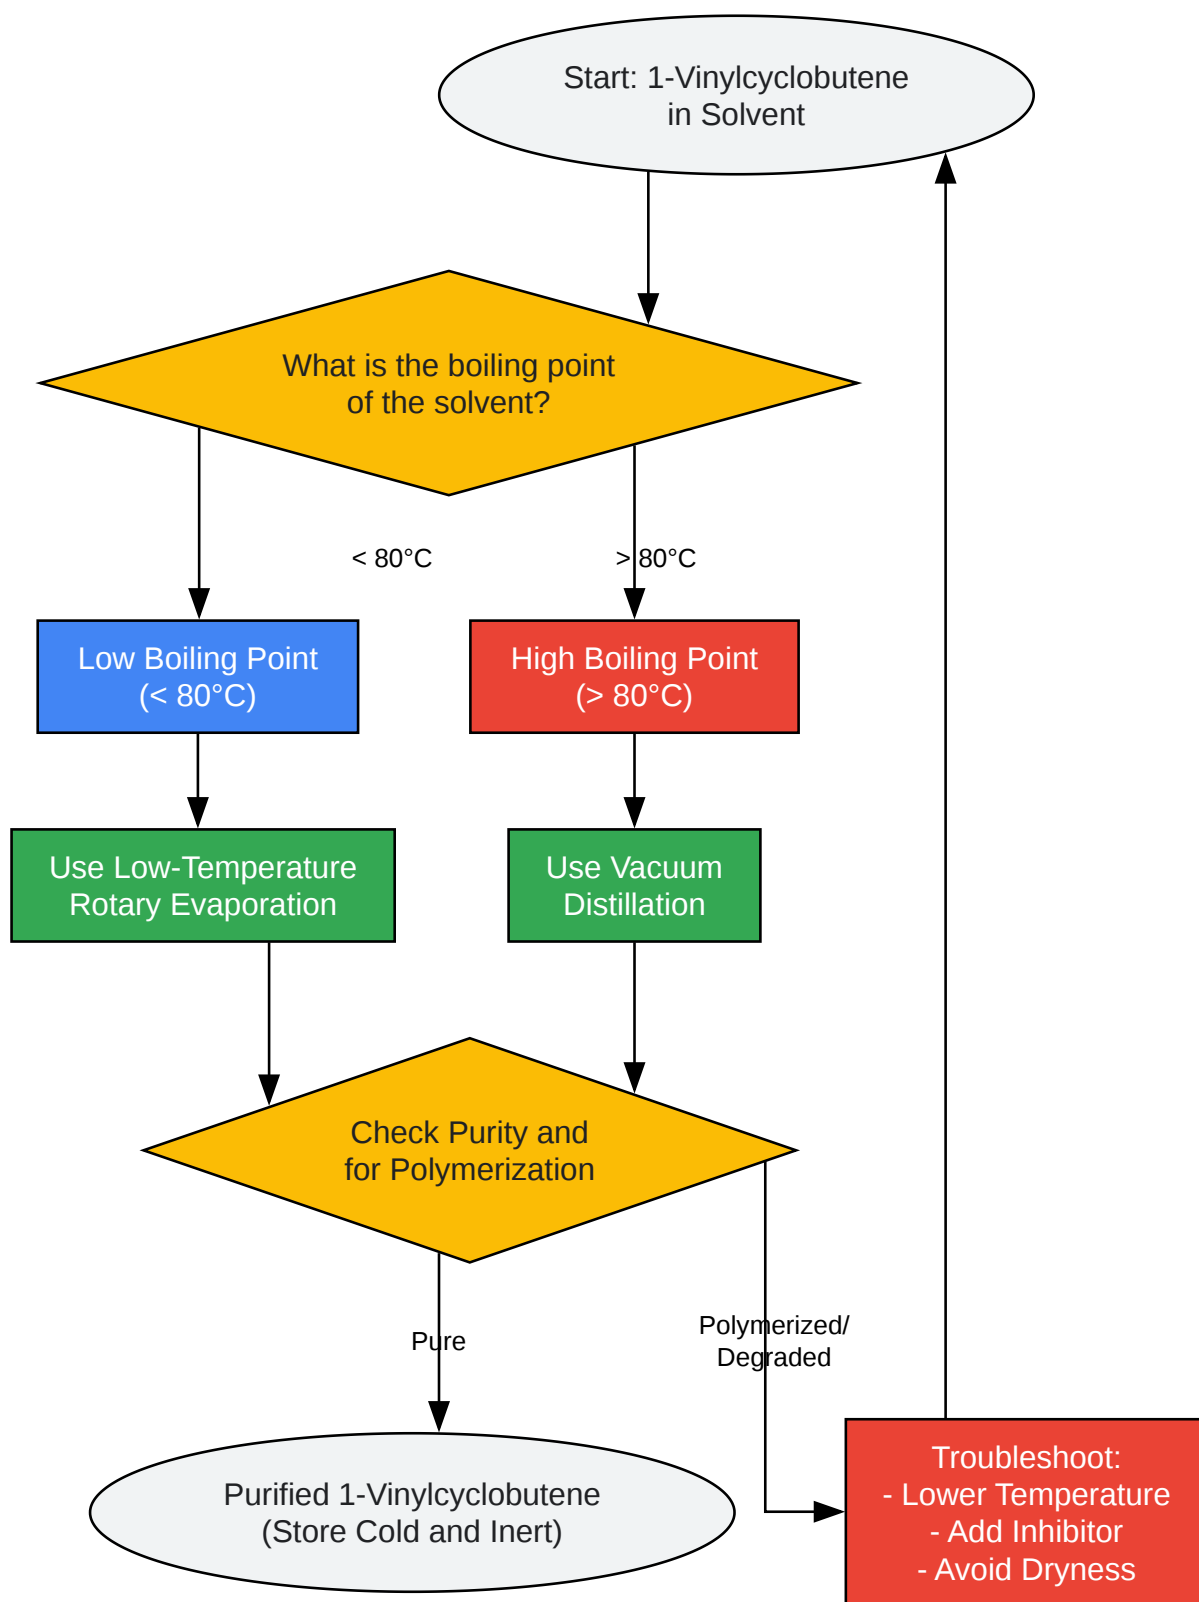 Start: 1-Vinylcyclobutene
in Solvent
What is the boiling point
of the solvent?
< 80°C
> 80°C
Low Boiling Point
(< 80°C)
High Boiling Point
(> 80°C)
Use Low-Temperature
Rotary Evaporation
Use Vacuum
Distillation
Check Purity and
for Polymerization
Pure
Polymerized/
Degraded
Purified 1-Vinylcyclobutene
(Store Cold and Inert)
Troubleshoot:
- Lower Temperature
- Add Inhibitor
- Avoid Dryness